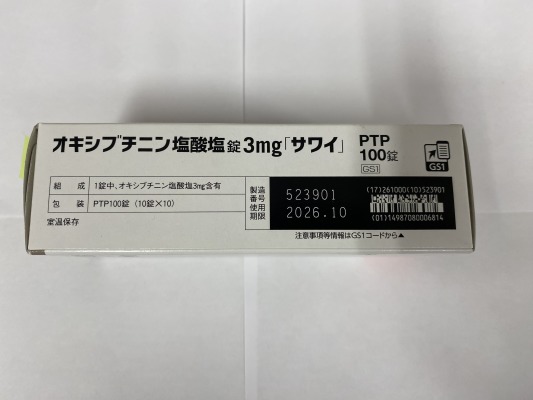 オキシブチニン塩酸塩錠3mg「サワイ」 PTP 100錠
GS1
GS1
組成 1錠中、オキシブチニン塩酸塩3mg含有
包装 PTP100錠（10錠×10）
室温保存
製造番号 523901
使用期限 2026.10
(17)261000(10)523901
(01)14987080006814
注意事項等情報はGS1コードから▲